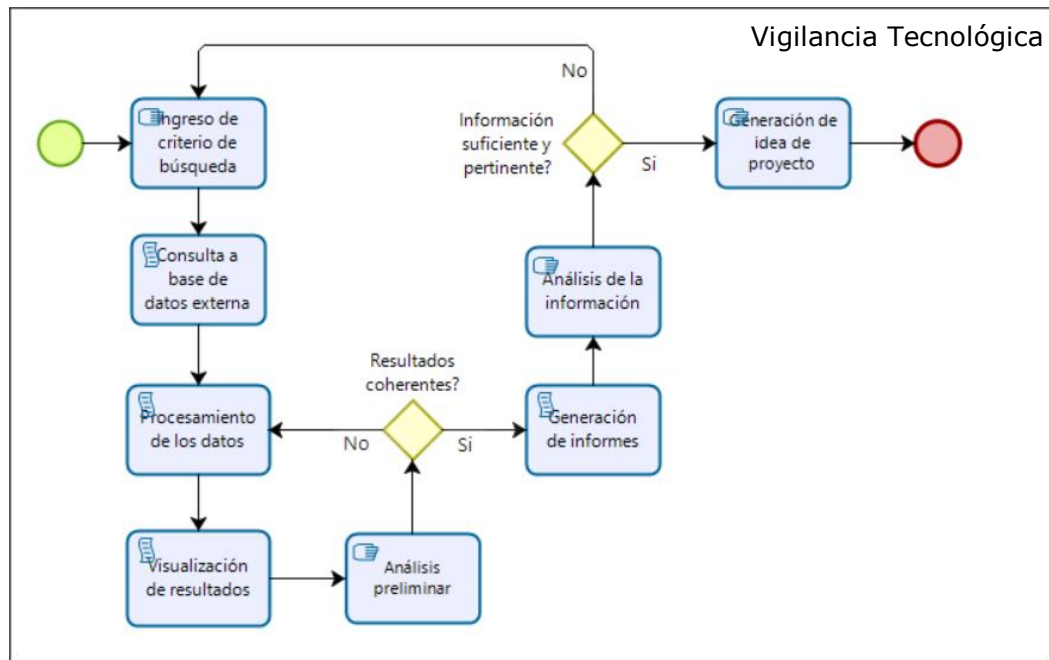 Vigilancia Tecnológica
Ingreso de
criterio de
búsqueda
Consulta a
base de
datos externa
Procesamiento
de los datos
Visualización
de resultados
Análisis
preliminar
Resultados
coherentes?
No
Si
Generación
de informes
Análisis de la
información
Información
suficiente y
pertinente?
No
Si
Generación de
idea de
proyecto